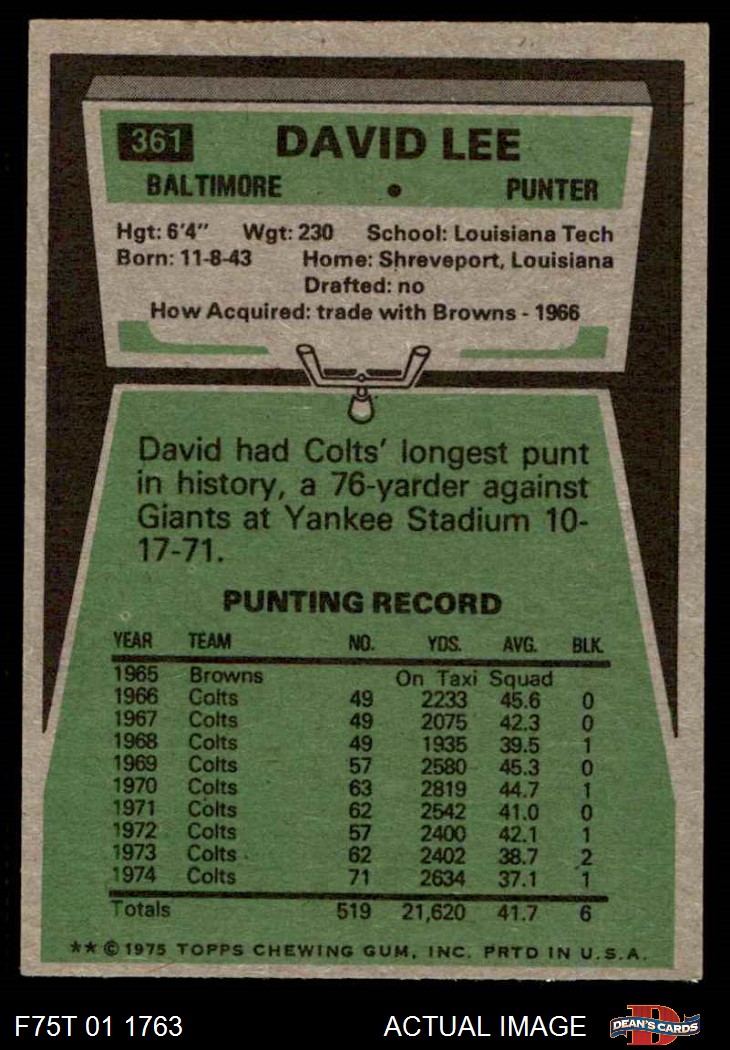 361 DAVID LEE
BALTIMORE • PUNTER
Hgt: 6'4" Wgt: 230 School: Louisiana Tech
Born: 11-8-43 Home: Shreveport, Louisiana
Drafted: no
How Acquired: trade with Browns - 1966
David had Colts' longest punt
in history, a 76-yarder against
Giants at Yankee Stadium 10-
17-71.
PUNTING RECORD
YEAR TEAM NO. YDS. AVG. BLK.
1965 Browns On Taxi Squad
1966 Colts 49 2233 45.6 0
1967 Colts 49 2075 42.3 0
1968 Colts 49 1935 39.5 1
1969 Colts 57 2580 45.3 0
1970 Colts 63 2819 44.7 1
1971 Colts 62 2542 41.0 0
1972 Colts 57 2400 42.1 1
1973 Colts 62 2402 38.7 2
1974 Colts 71 2634 37.1 1
Totals 519 21,620 41.7 6
** © 1975 TOPPS CHEWING GUM, INC. PRTD IN U.S.A.
F75T 01 1763 ACTUAL IMAGE DEAN'S CARDS